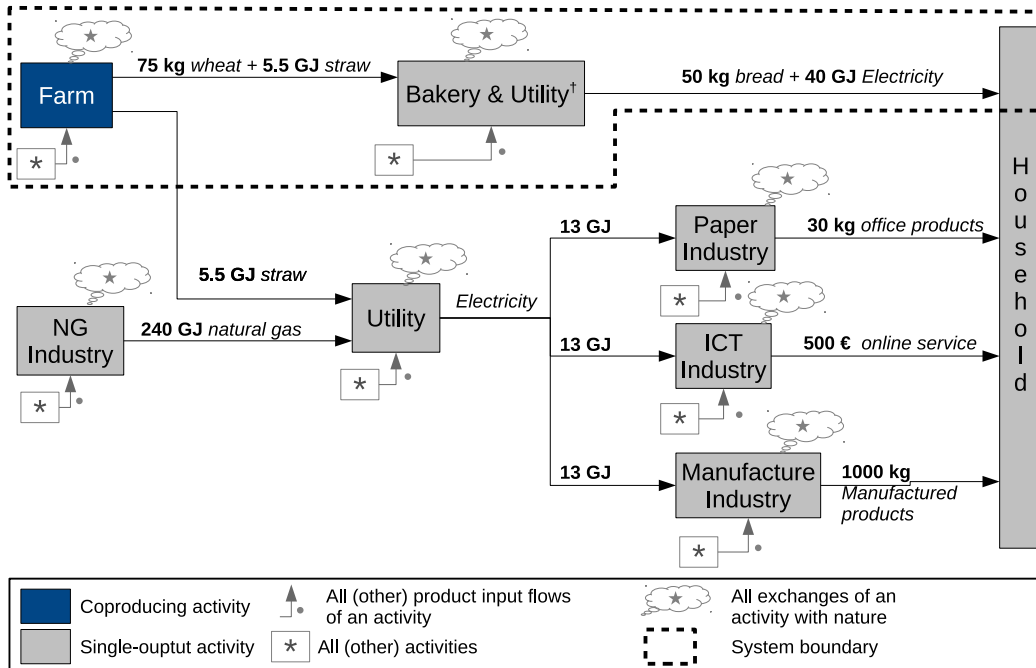 75 kg wheat + 5.5 GJ straw
50 kg bread + 40 GJ Electricity
Farm
Bakery & Utility†
*
*
Household
Paper
Industry
13 GJ
30 kg office products
5.5 GJ straw
*
NG
Industry
240 GJ natural gas
Utility
Electricity
*
*
13 GJ
ICT
Industry
500 € online service
*
13 GJ
Manufacture
Industry
1000 kg
Manufactured
products
*
Coproducing activity
All (other) product input flows
of an activity
All exchanges of an
activity with nature
Single-ouptut activity
* All (other) activities
System boundary